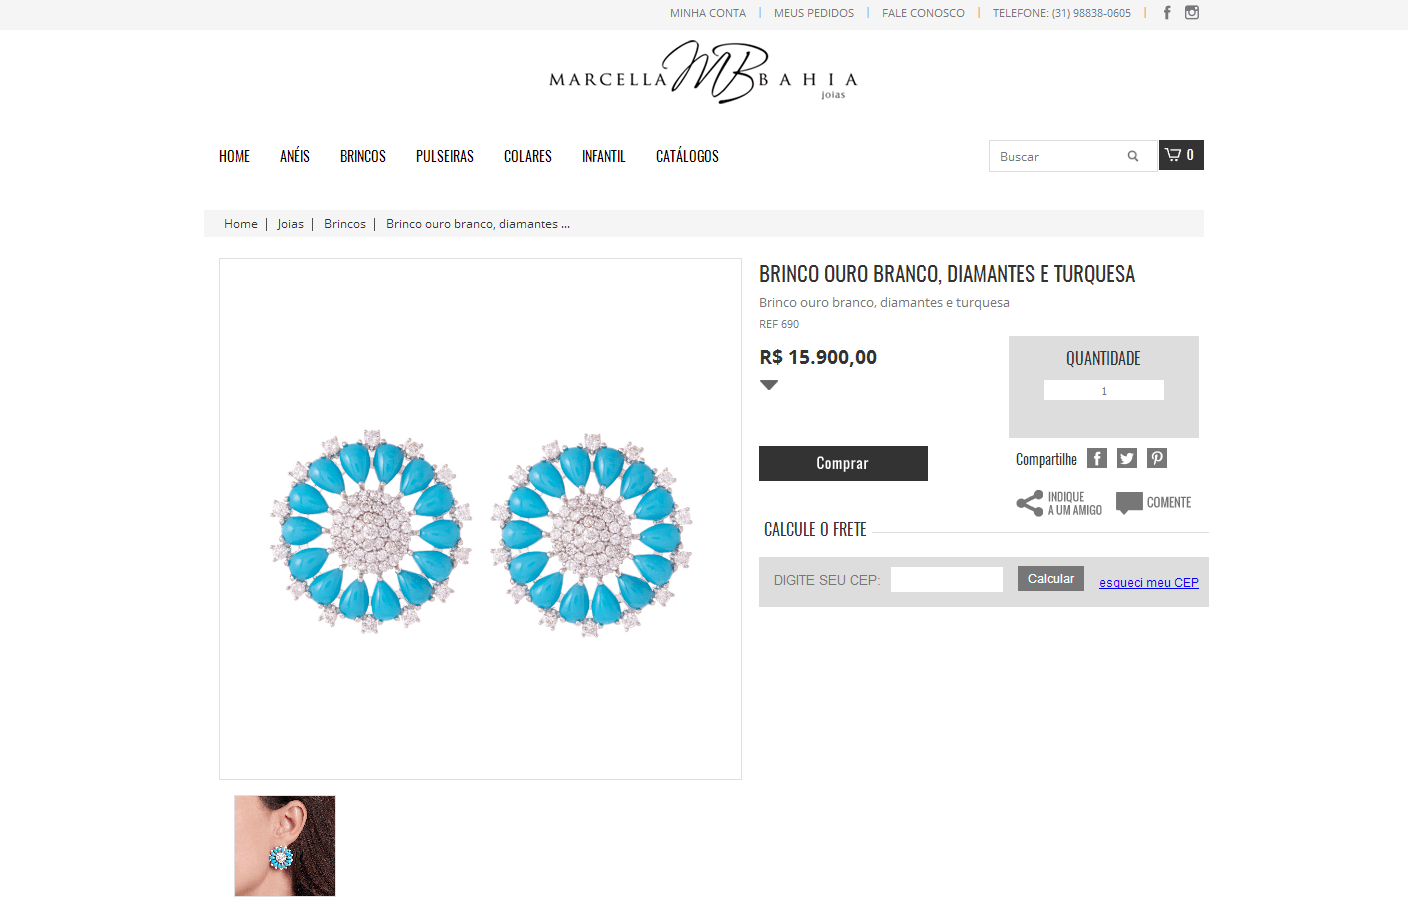 MINHA CONTA | MEUS PEDIDOS | FALE CONOSCO | TELEFONE: (31) 98838-0605 |
MARCELLA MB BAHIA
joias
HOME ANÉIS BRINCOS PULSEIRAS COLARES INFANTIL CATÁLOGOS
Buscar
0
Home | Joias | Brincos | Brinco ouro branco, diamantes ...
BRINCO OURO BRANCO, DIAMANTES E TURQUESA
Brinco ouro branco, diamantes e turquesa
REF 690
R$ 15.900,00
QUANTIDADE
1
Comprar
Compartilhe
INDIQUE
A UM AMIGO
COMENTE
CALCULE O FRETE
DIGITE SEU CEP:
Calcular
esqueci meu CEP